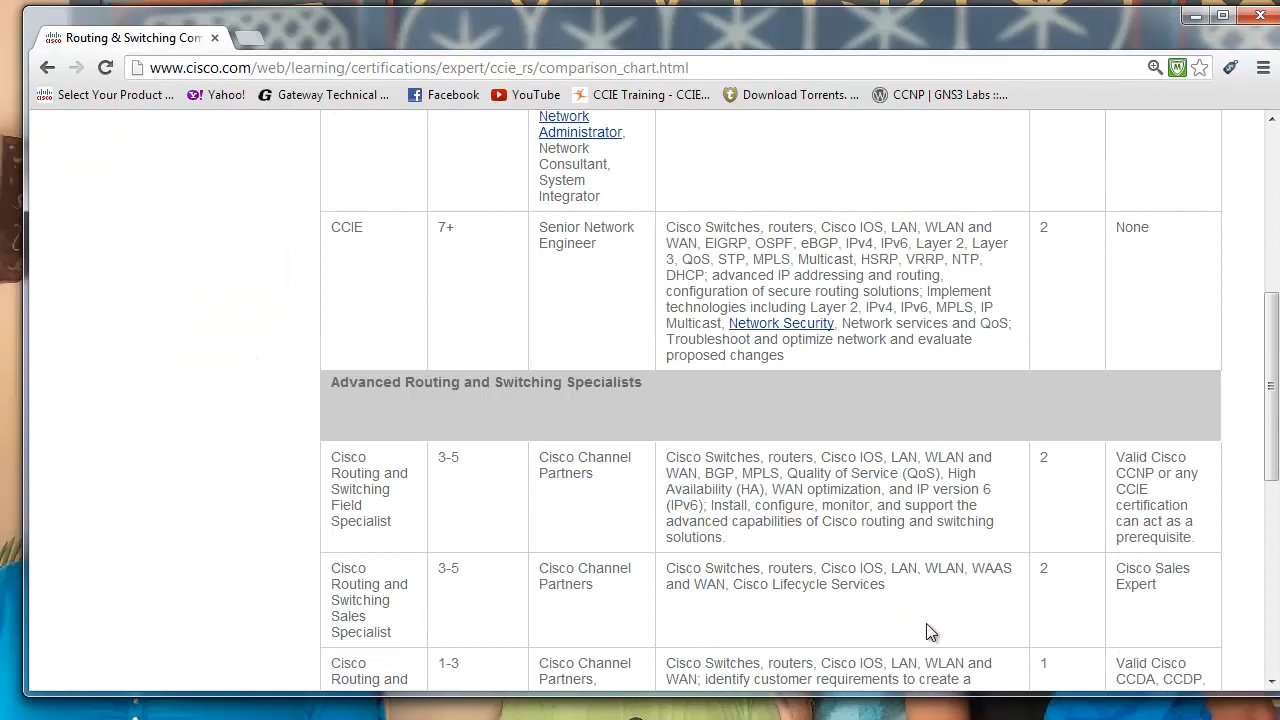 Routing & Switching Com
www.cisco.com/web/learning/certifications/expert/ccie_rs/comparison_chart.html
Select Your Product ...
Yahoo!
Gateway Technical ...
Facebook
YouTube
CCIE Training - CCIE...
Download Torrents. ...
CCNP | GNS3 Labs ::...
Network
Administrator,
Network
Consultant,
System
Integrator
CCIE
7+
Senior Network
Engineer
Cisco Switches, routers, Cisco IOS, LAN, WLAN and
WAN, EIGRP, OSPF, eBGP, IPv4, IPv6, Layer 2, Layer
3, QoS, STP, MPLS, Multicast, HSRP, VRRP, NTP,
DHCP; advanced IP addressing and routing,
configuration of secure routing solutions; Implement
technologies including Layer 2, IPv4, IPv6, MPLS, IP
Multicast, Network Security, Network services and QoS;
Troubleshoot and optimize network and evaluate
proposed changes
2
None
Advanced Routing and Switching Specialists
Cisco
Routing and
Switching
Field
Specialist
3-5
Cisco Channel
Partners
Cisco Switches, routers, Cisco IOS, LAN, WLAN and
WAN, BGP, MPLS, Quality of Service (QoS), High
Availability (HA), WAN optimization, and IP version 6
(IPv6); Install, configure, monitor, and support the
advanced capabilities of Cisco routing and switching
solutions.
2
Valid Cisco
CCNP or any
CCIE
certification
can act as a
prerequisite.
Cisco
Routing and
Switching
Sales
Specialist
3-5
Cisco Channel
Partners
Cisco Switches, routers, Cisco IOS, LAN, WLAN, WAAS
and WAN, Cisco Lifecycle Services
2
Cisco Sales
Expert
Cisco
Routing and
1-3
Cisco Channel
Partners,
Cisco Switches, routers, Cisco IOS, LAN, WLAN and
WAN; identify customer requirements to create a
1
Valid Cisco
CCDA, CCDP,